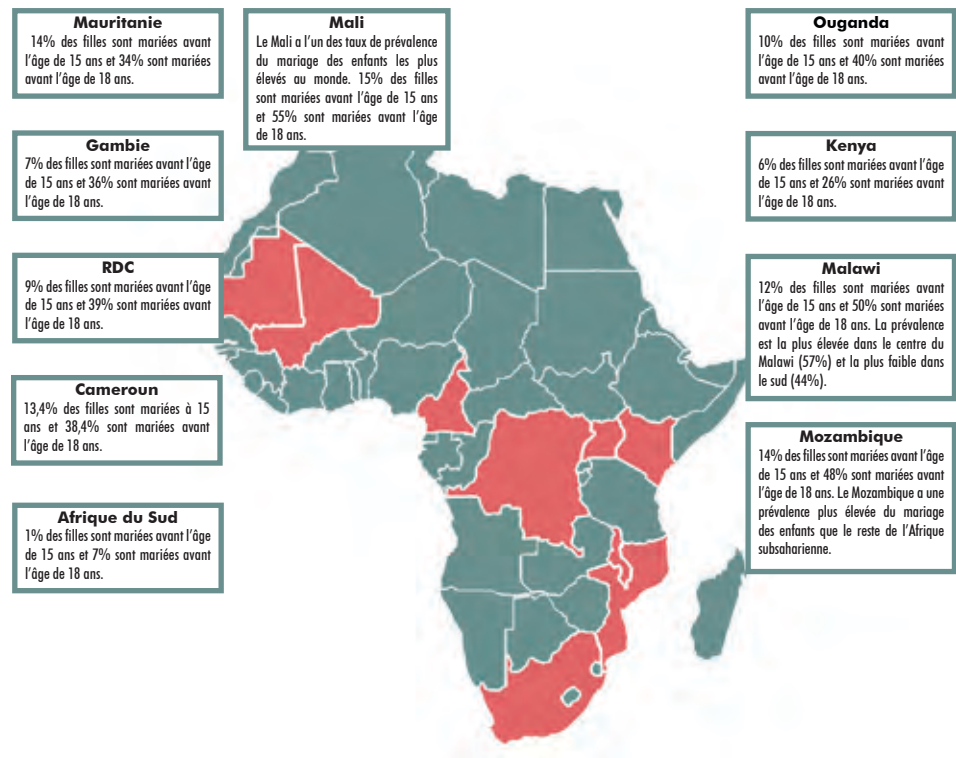 Mauritanie
14% des filles sont mariées avant
l'âge de 15 ans et 34% sont mariées
avant l'âge de 18 ans.
Mali
Le Mali a l'un des taux de prévalence
du mariage des enfants les plus
élevés au monde. 15% des filles
sont mariées avant l'âge de 15 ans
et 55% sont mariées avant l'âge
de 18 ans.
Ouganda
10% des filles sont mariées avant
l'âge de 15 ans et 40% sont mariées
avant l'âge de 18 ans.
Gambie
7% des filles sont mariées avant l'âge
de 15 ans et 36% sont mariées avant
l'âge de 18 ans.
Kenya
6% des filles sont mariées avant l'âge
de 15 ans et 26% sont mariées avant
l'âge de 18 ans.
RDC
9% des filles sont mariées avant l'âge
de 15 ans et 39% sont mariées avant
l'âge de 18 ans.
Malawi
12% des filles sont mariées avant
l'âge de 15 ans et 50% sont mariées
avant l'âge de 18 ans. La prévalence
est la plus élevée dans le centre du
Malawi (57%) et la plus faible dans
le sud (44%).
Cameroun
13,4% des filles sont mariées à 15
ans et 38,4% sont mariées avant
l'âge de 18 ans.
Mozambique
14% des filles sont mariées avant l'âge
de 15 ans et 48% sont mariées avant
l'âge de 18 ans. Le Mozambique a une
prévalence plus élevée du mariage
des enfants que le reste de l'Afrique
subsaharienne.
Afrique du Sud
1% des filles sont mariées avant l'âge
de 15 ans et 7% sont mariées avant
l'âge de 18 ans.